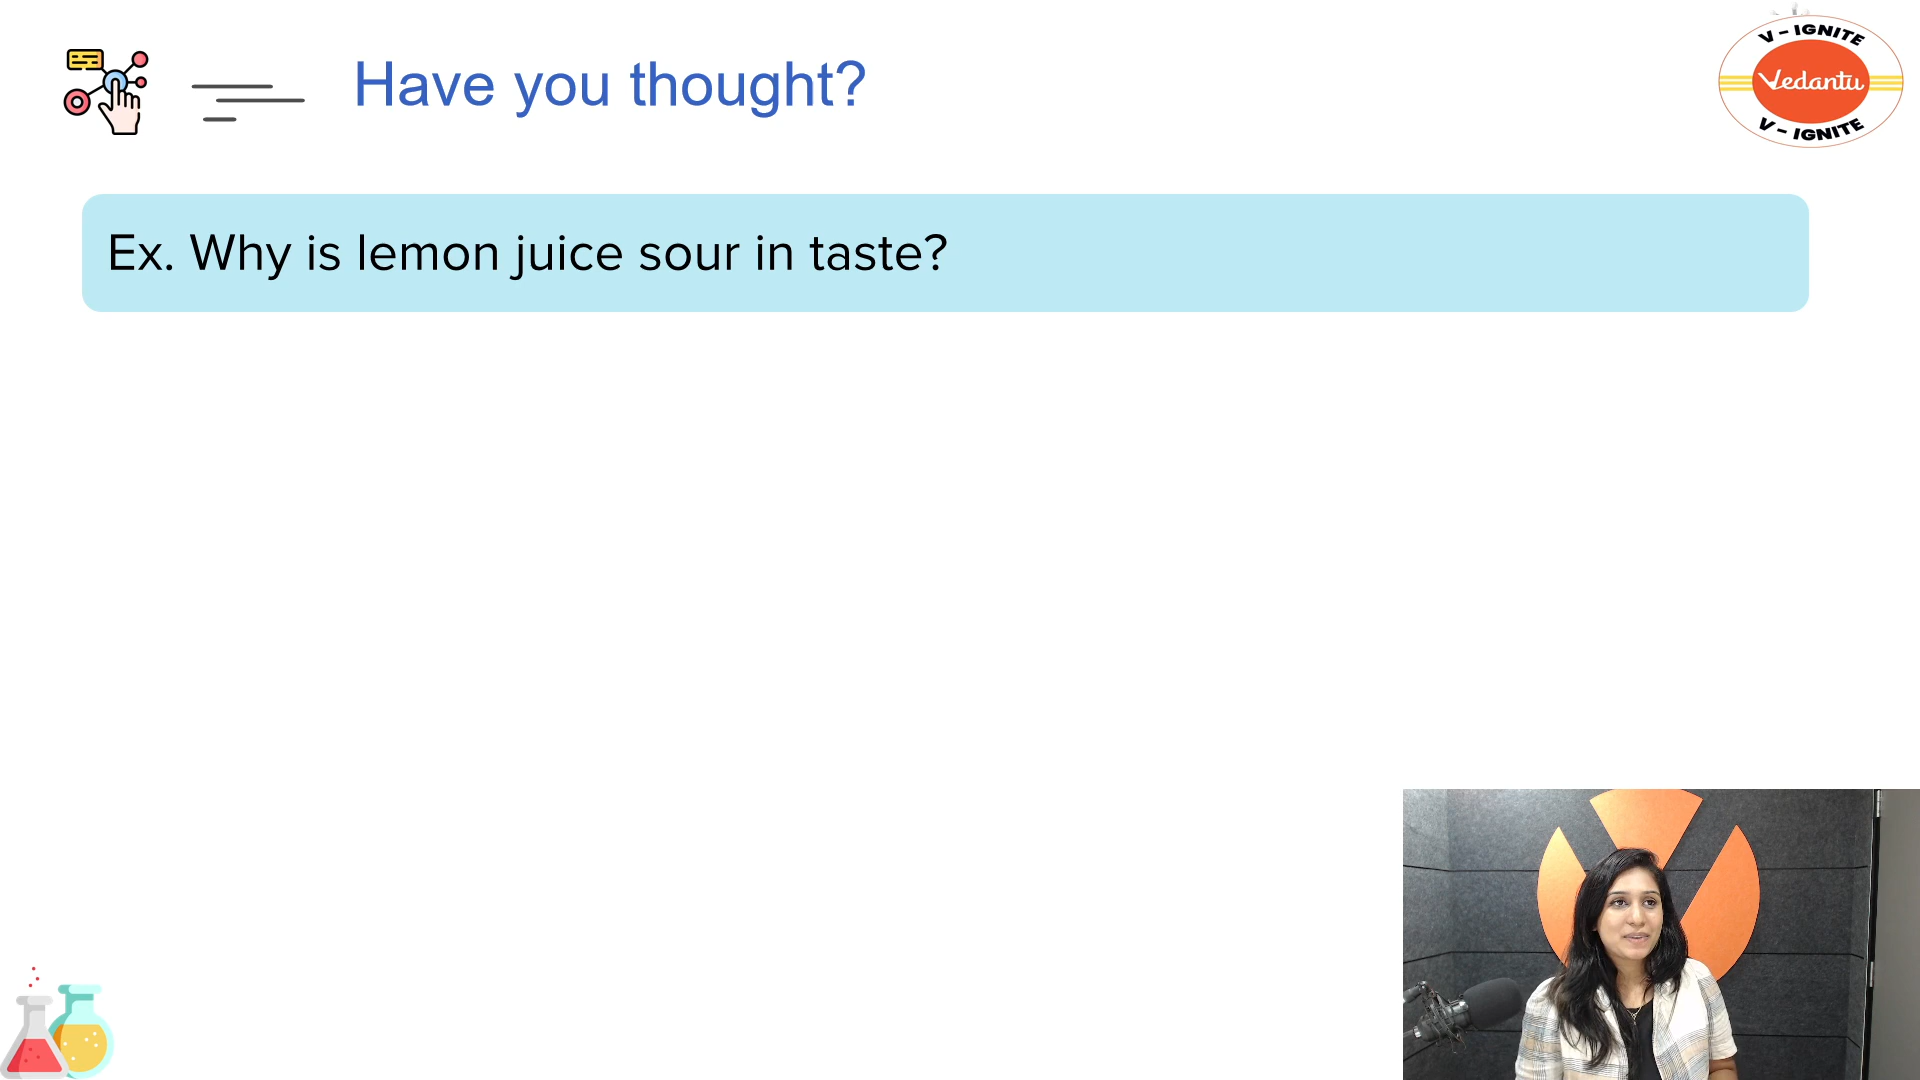 Have you thought?
V - IGNITE
Vedantu
V - IGNITE
Ex. Why is lemon juice sour in taste?